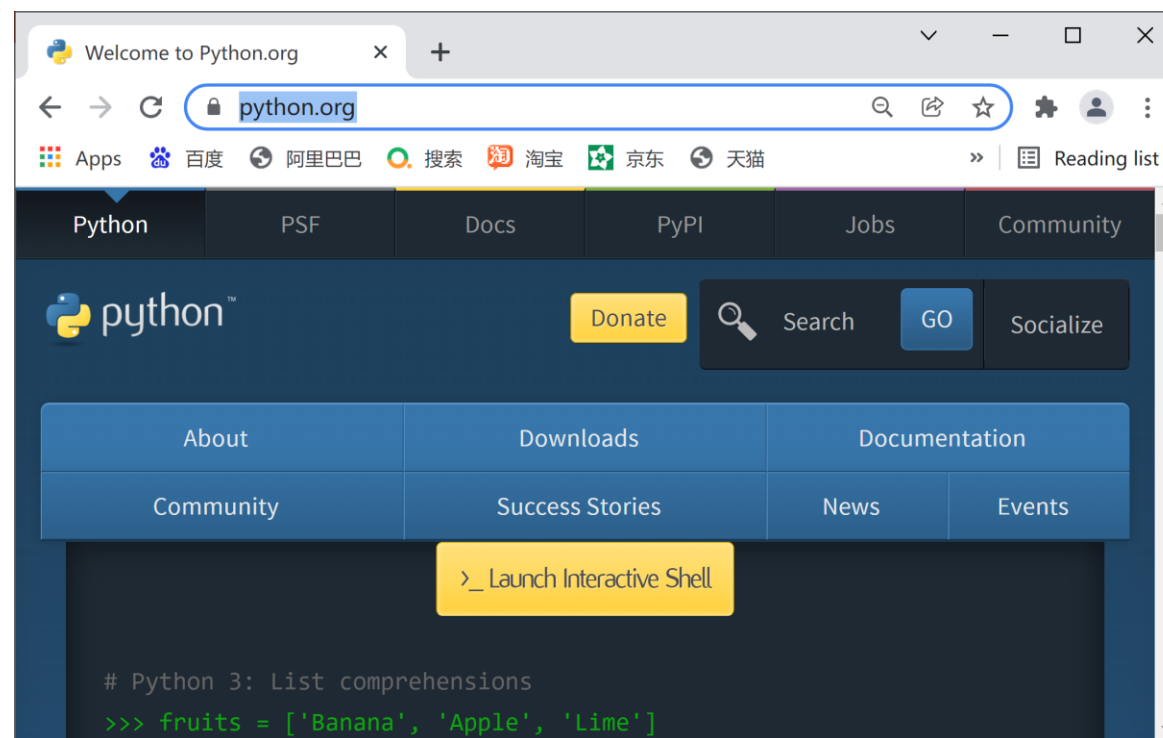 Welcome to Python.org
python.org
Apps 百度 阿里巴巴 搜索 淘宝 京东 天猫 » Reading list
Python PSF Docs PyPI Jobs Community
python™
Donate Search GO Socialize
About Downloads Documentation
Community Success Stories News Events
>_ Launch Interactive Shell
# Python 3: List comprehensions
>>> fruits = ['Banana', 'Apple', 'Lime']